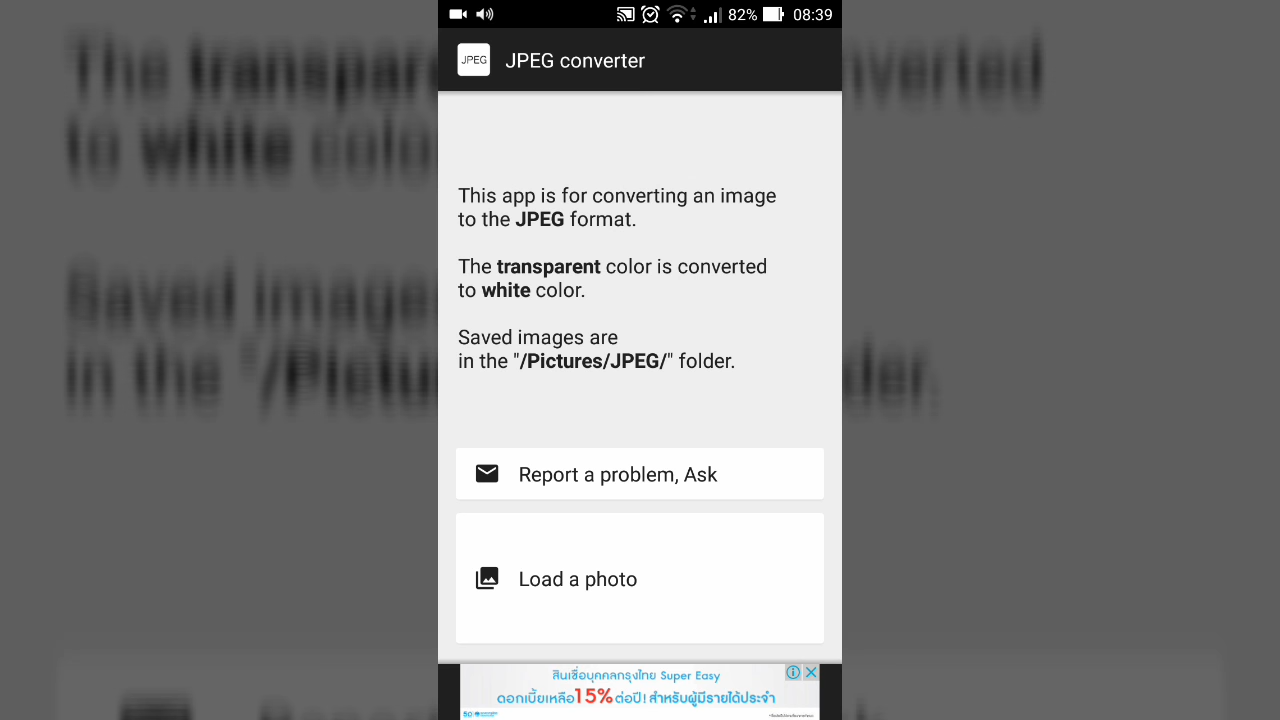 82% 08:39
JPEG JPEG converter
This app is for converting an image
to the JPEG format.
The transparent color is converted
to white color.
Saved images are
in the "/Pictures/JPEG/" folder.
Report a problem, Ask
Load a photo
สินเชื่อบุคคลกรุงไทย Super Easy
ดอกเบี้ยเหลือ 15% ต่อปี! สำหรับผู้มีรายได้ประจำ